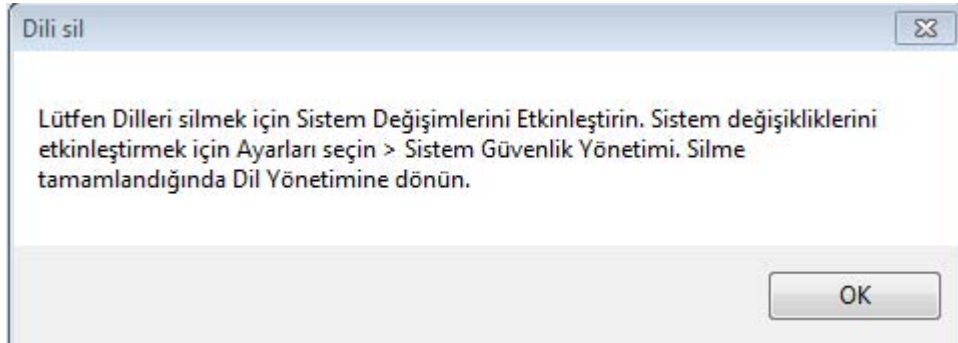 Dili sil
Lütfen Dilleri silmek için Sistem Değişimlerini Etkinleştirin. Sistem değişikliklerini
etkinleştirmek için Ayarları seçin > Sistem Güvenlik Yönetimi. Silme
tamamlandığında Dil Yönetimine dönün.
OK